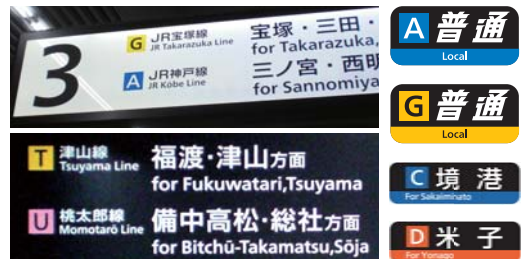 3
G JR宝塚線 宝塚・三田・
JR Takarazuka Line for Takarazuka,
A JR神戸線 三ノ宮・西明
JR Kōbe Line for Sannomiya
T 津山線 福渡・津山方面
Tsuyama Line for Fukuwatari,Tsuyama
U 桃太郎線 備中高松・総社方面
Momotarō Line for Bitchū-Takamatsu,Sōja
A 普通
Local
G 普通
Local
C 境港
For Sakaiminato
D 米子
For Yonago